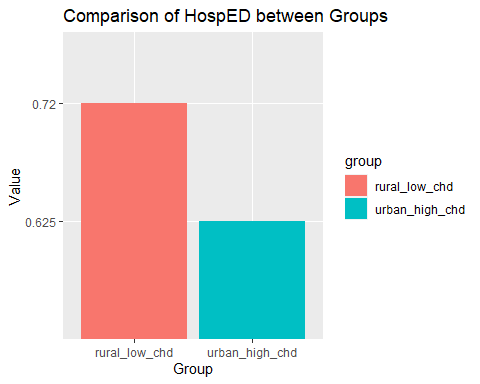 Comparison of HospED between Groups
Value
0.72
0.625
rural_low_chd
urban_high_chd
Group
group
rural_low_chd
urban_high_chd